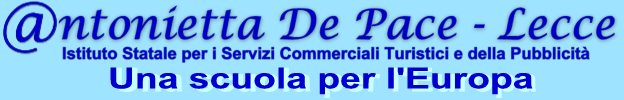 @ntonietta De Pace - Lecce
Istituto Statale per i Servizi Commerciali Turistici e della Pubblicità
Una scuola per l'Europa